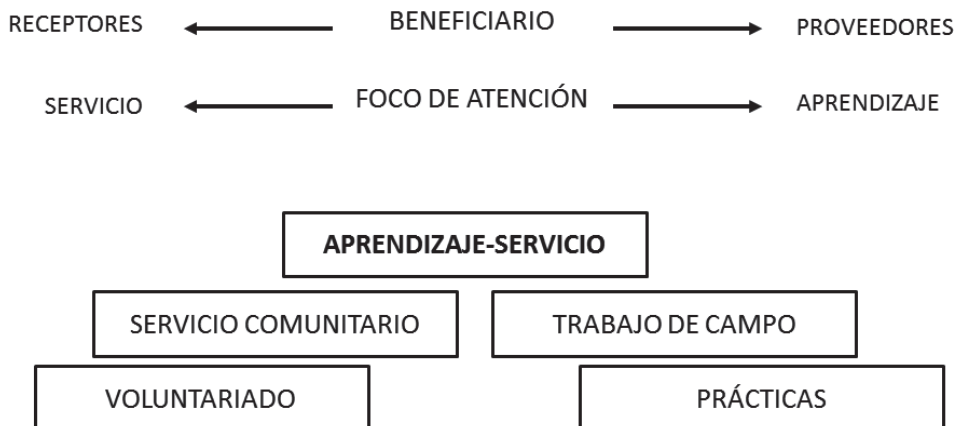 RECEPTORES BENEFICIARIO PROVEEDORES
SERVICIO FOCO DE ATENCIÓN APRENDIZAJE
APRENDIZAJE-SERVICIO
SERVICIO COMUNITARIO TRABAJO DE CAMPO
VOLUNTARIADO PRÁCTICAS